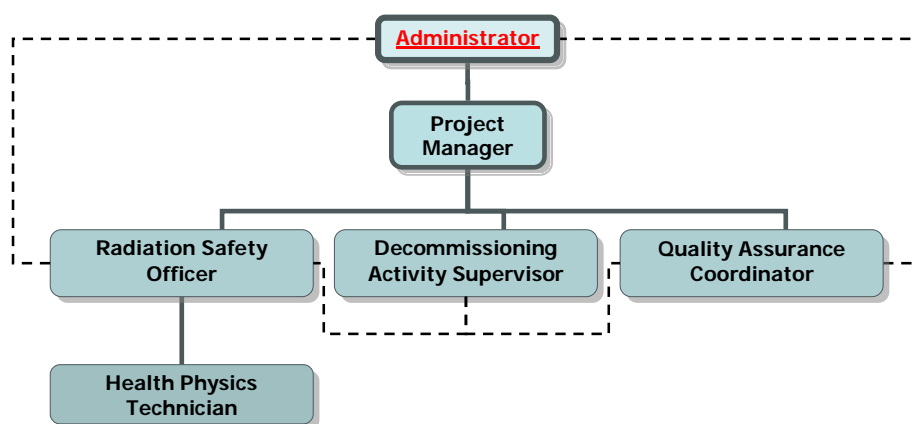 Administrator
Project
Manager
Radiation Safety
Officer
Decommissioning
Activity Supervisor
Quality Assurance
Coordinator
Health Physics
Technician